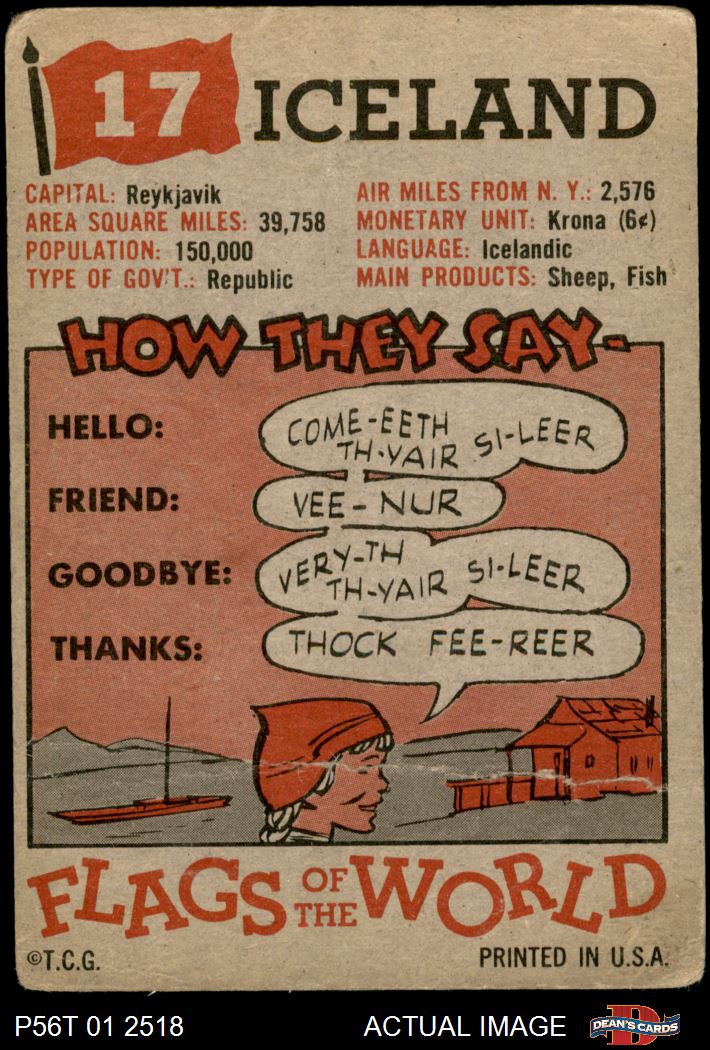 17 ICELAND
CAPITAL: Reykjavik
AREA SQUARE MILES: 39,758
POPULATION: 150,000
TYPE OF GOV'T.: Republic
AIR MILES FROM N. Y.: 2,576
MONETARY UNIT: Krona (6¢)
LANGUAGE: Icelandic
MAIN PRODUCTS: Sheep, Fish
HOW THEY SAY-
HELLO: COME-EETH
TH-YAIR SI-LEER
FRIEND: VEE-NUR
GOODBYE: VERY-TH
TH-YAIR SI-LEER
THANKS: THOCK FEE-REER
FLAGS OF THE WORLD
©T.C.G. PRINTED IN U.S.A.
P56T 01 2518 ACTUAL IMAGE D DEAN'S CARDS